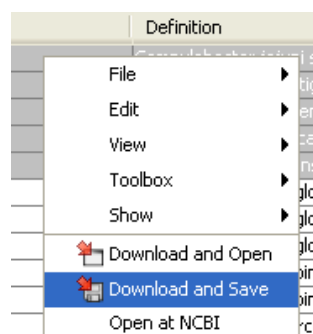 Definition
File
Edit
View
Toolbox
Show
Download and Open
Download and Save
Open at NCBI